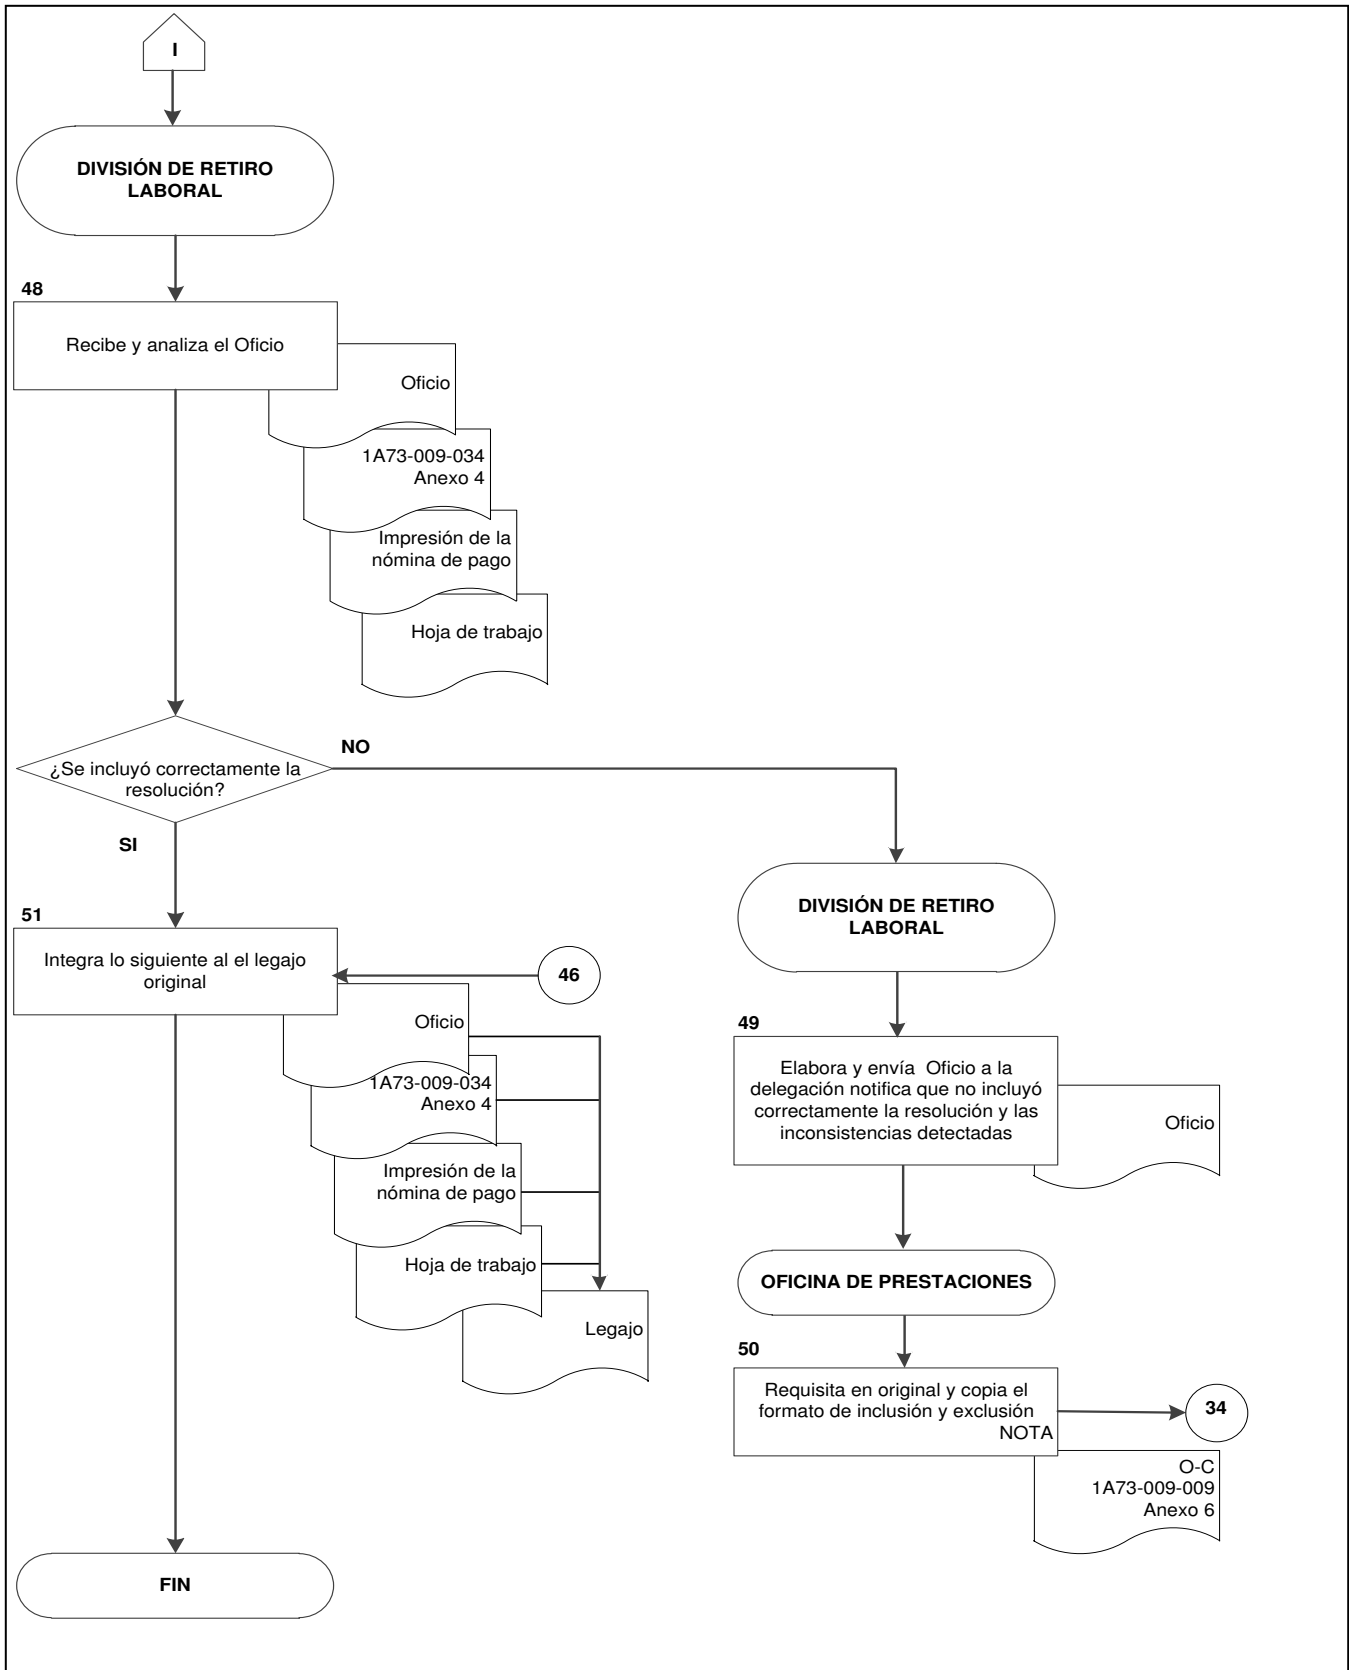 I
DIVISIÓN DE RETIRO
LABORAL
48
Recibe y analiza el Oficio
Oficio
1A73-009-034
Anexo 4
Impresión de la
nómina de pago
Hoja de trabajo
¿Se incluyó correctamente la
resolución?
NO
SI
51
Integra lo siguiente al el legajo
original
46
Oficio
1A73-009-034
Anexo 4
Impresión de la
nómina de pago
Hoja de trabajo
Legajo
FIN
DIVISIÓN DE RETIRO
LABORAL
49
Elabora y envía Oficio a la
delegación notifica que no incluyó
correctamente la resolución y las
inconsistencias detectadas
Oficio
OFICINA DE PRESTACIONES
50
Requisita en original y copia el
formato de inclusión y exclusión
NOTA
34
O-C
1A73-009-009
Anexo 6